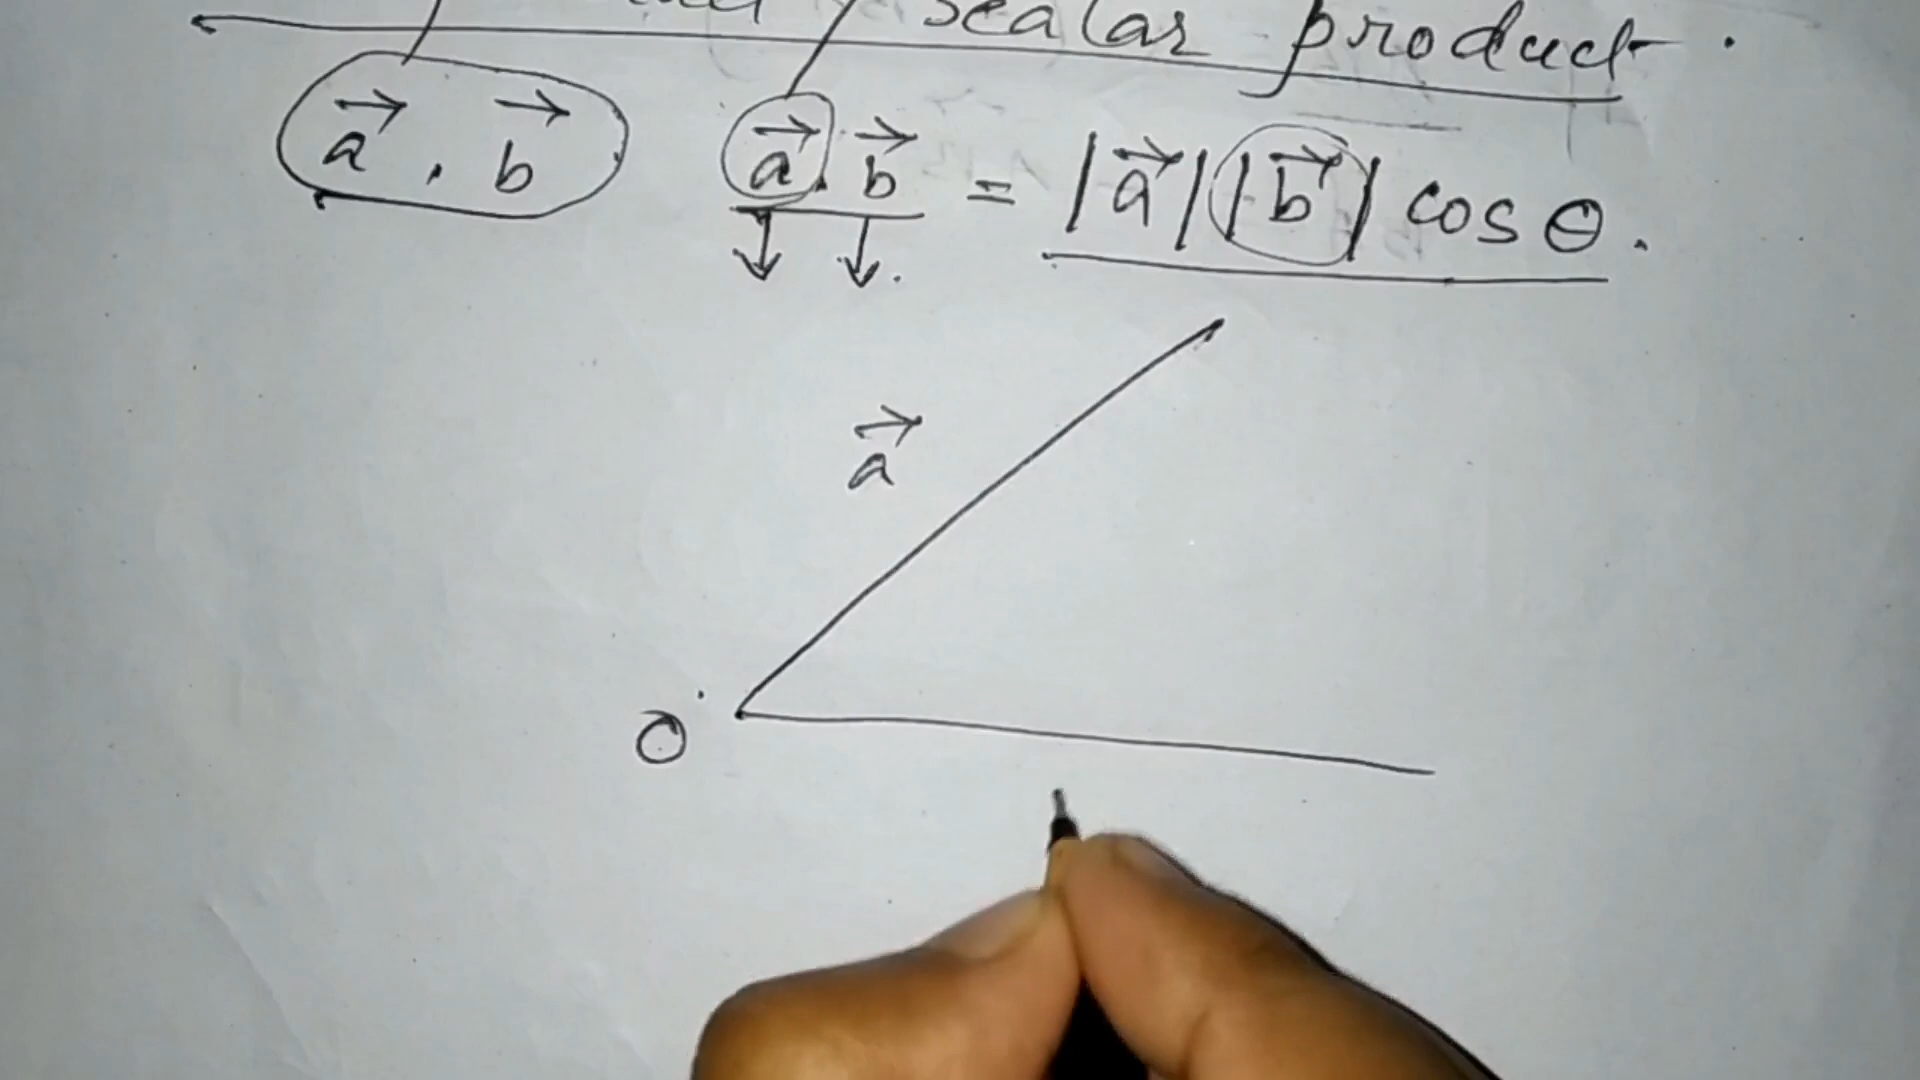 / scalar product .
a⃗ . b⃗ a⃗ . b⃗ = |a⃗| |b⃗| cos θ .
a⃗
O